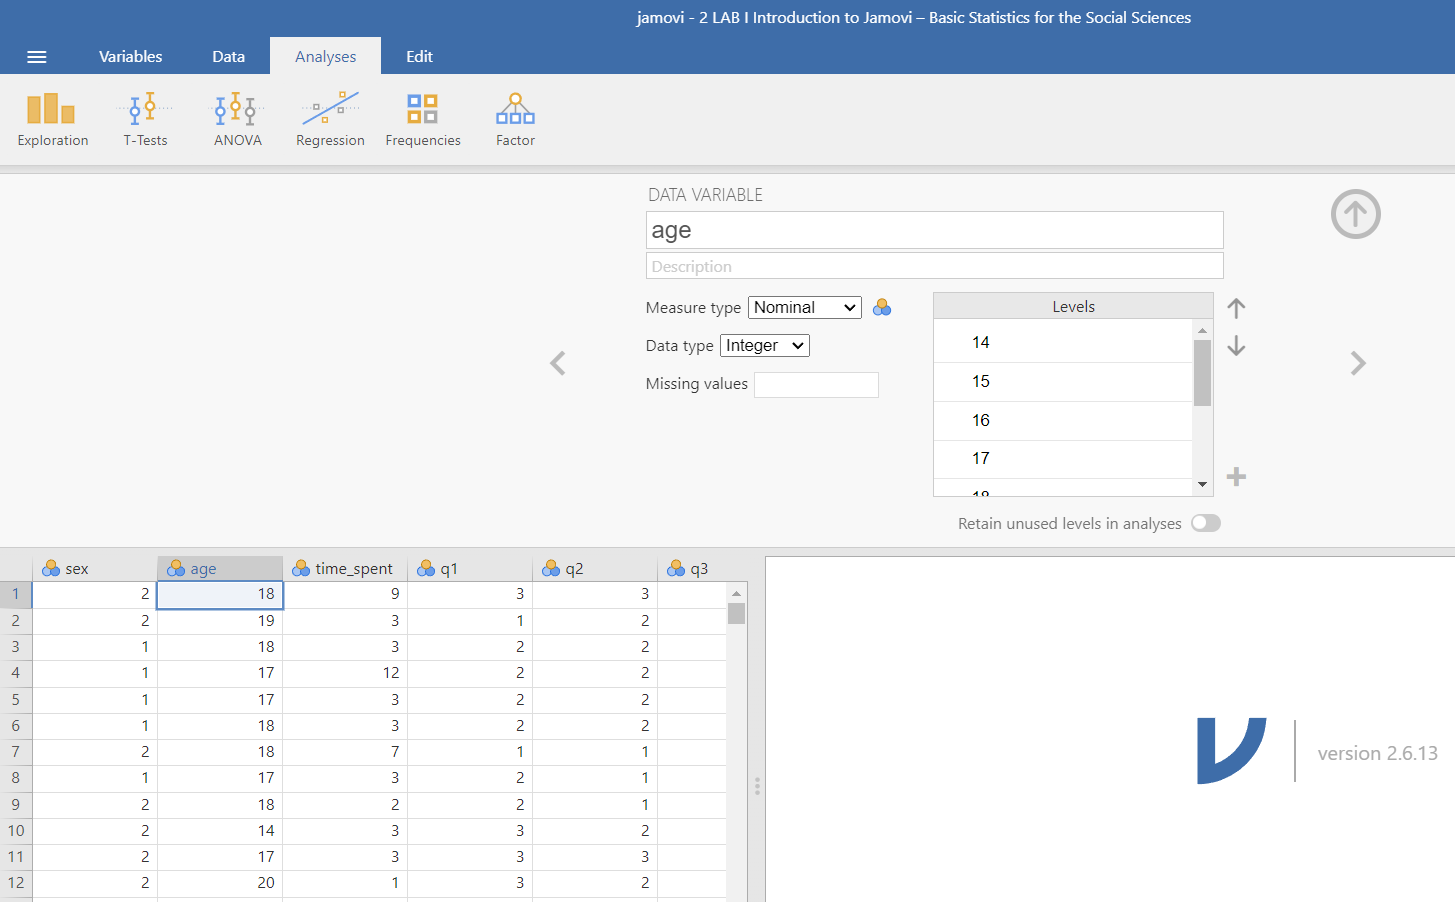 jamovi - 2 LAB I Introduction to Jamovi – Basic Statistics for the Social Sciences
Variables Data Analyses Edit
Exploration T-Tests ANOVA Regression Frequencies Factor
DATA VARIABLE
age
Description
Measure type Nominal
Data type Integer
Missing values
Levels
14
15
16
17
18
Retain unused levels in analyses
sex age time_spent q1 q2 q3
1 2 18 9 3 3
2 2 19 3 1 2
3 1 18 3 2 2
4 1 17 12 2 2
5 1 17 3 2 2
6 1 18 3 2 2
7 2 18 7 1 1
8 1 17 3 2 1
9 2 18 2 2 1
10 2 14 3 3 2
11 2 17 3 3 3
12 2 20 1 3 2
version 2.6.13